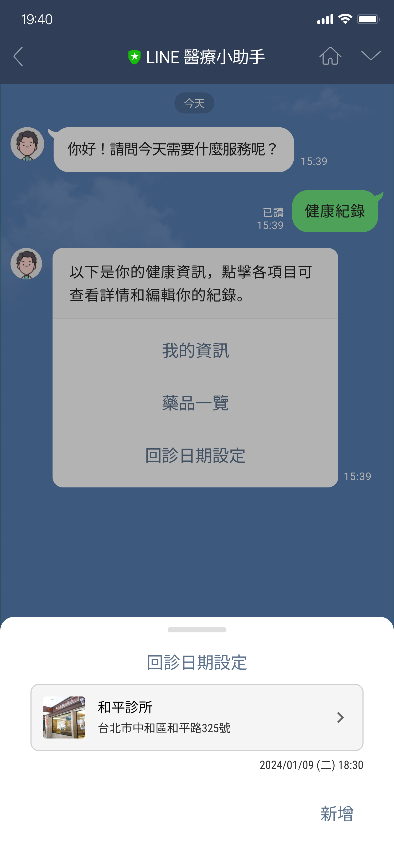 19:40
LINE 醫療小助手
今天
你好！請問今天需要什麼服務呢？
15:39
已讀
15:39
健康紀錄
以下是你的健康資訊，點擊各項目可
查看詳情和編輯你的紀錄。
我的資訊
藥品一覽
回診日期設定
15:39
回診日期設定
和平診所
台北市中和區和平路325號
2024/01/09 (二) 18:30
新增